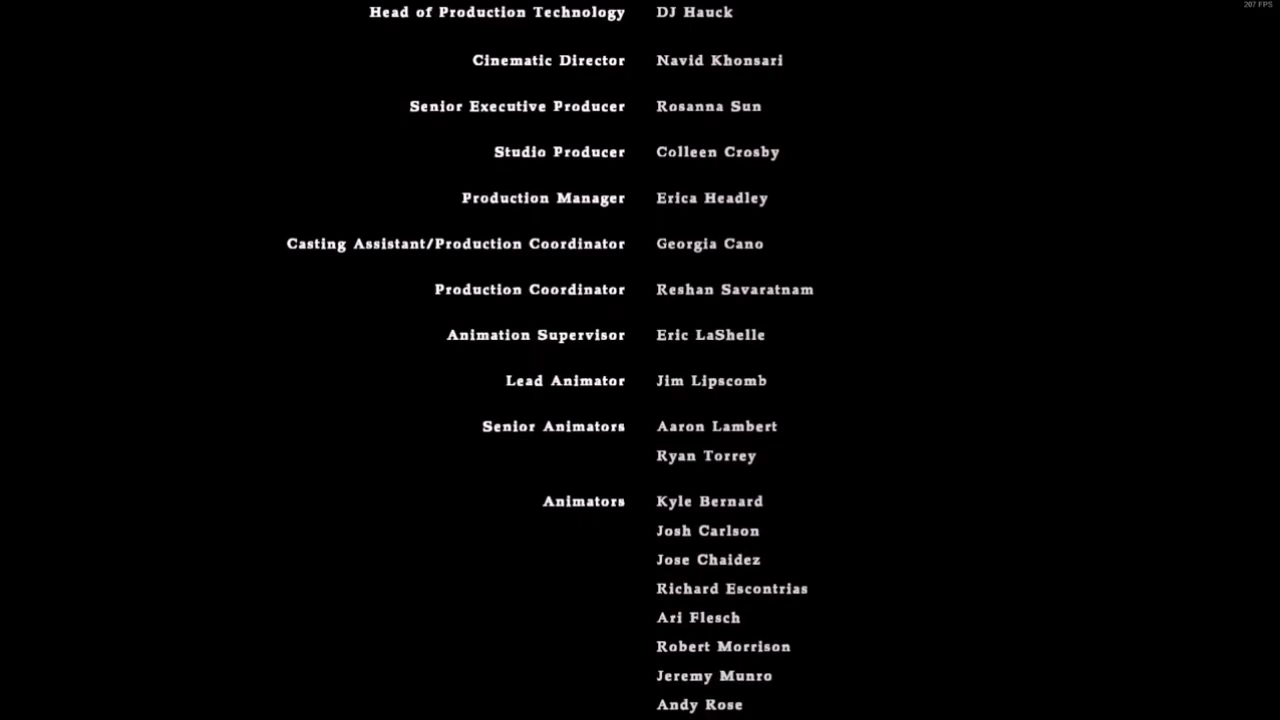 207 FPS
Head of Production Technology DJ Hauck
Cinematic Director Navid Khonsari
Senior Executive Producer Rosanna Sun
Studio Producer Colleen Crosby
Production Manager Erica Headley
Casting Assistant/Production Coordinator Georgia Cano
Production Coordinator Reshan Savaratnam
Animation Supervisor Eric LaShelle
Lead Animator Jim Lipscomb
Senior Animators Aaron Lambert
Ryan Torrey
Animators Kyle Bernard
Josh Carlson
Jose Chaidez
Richard Escontrias
Ari Flesch
Robert Morrison
Jeremy Munro
Andy Rose